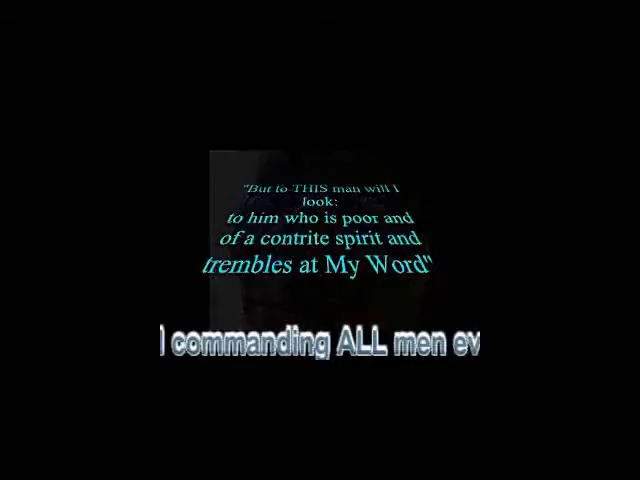 "But to THIS man will I
look:
to him who is poor and
of a contrite spirit and
trembles at My Word"
commanding ALL men ev